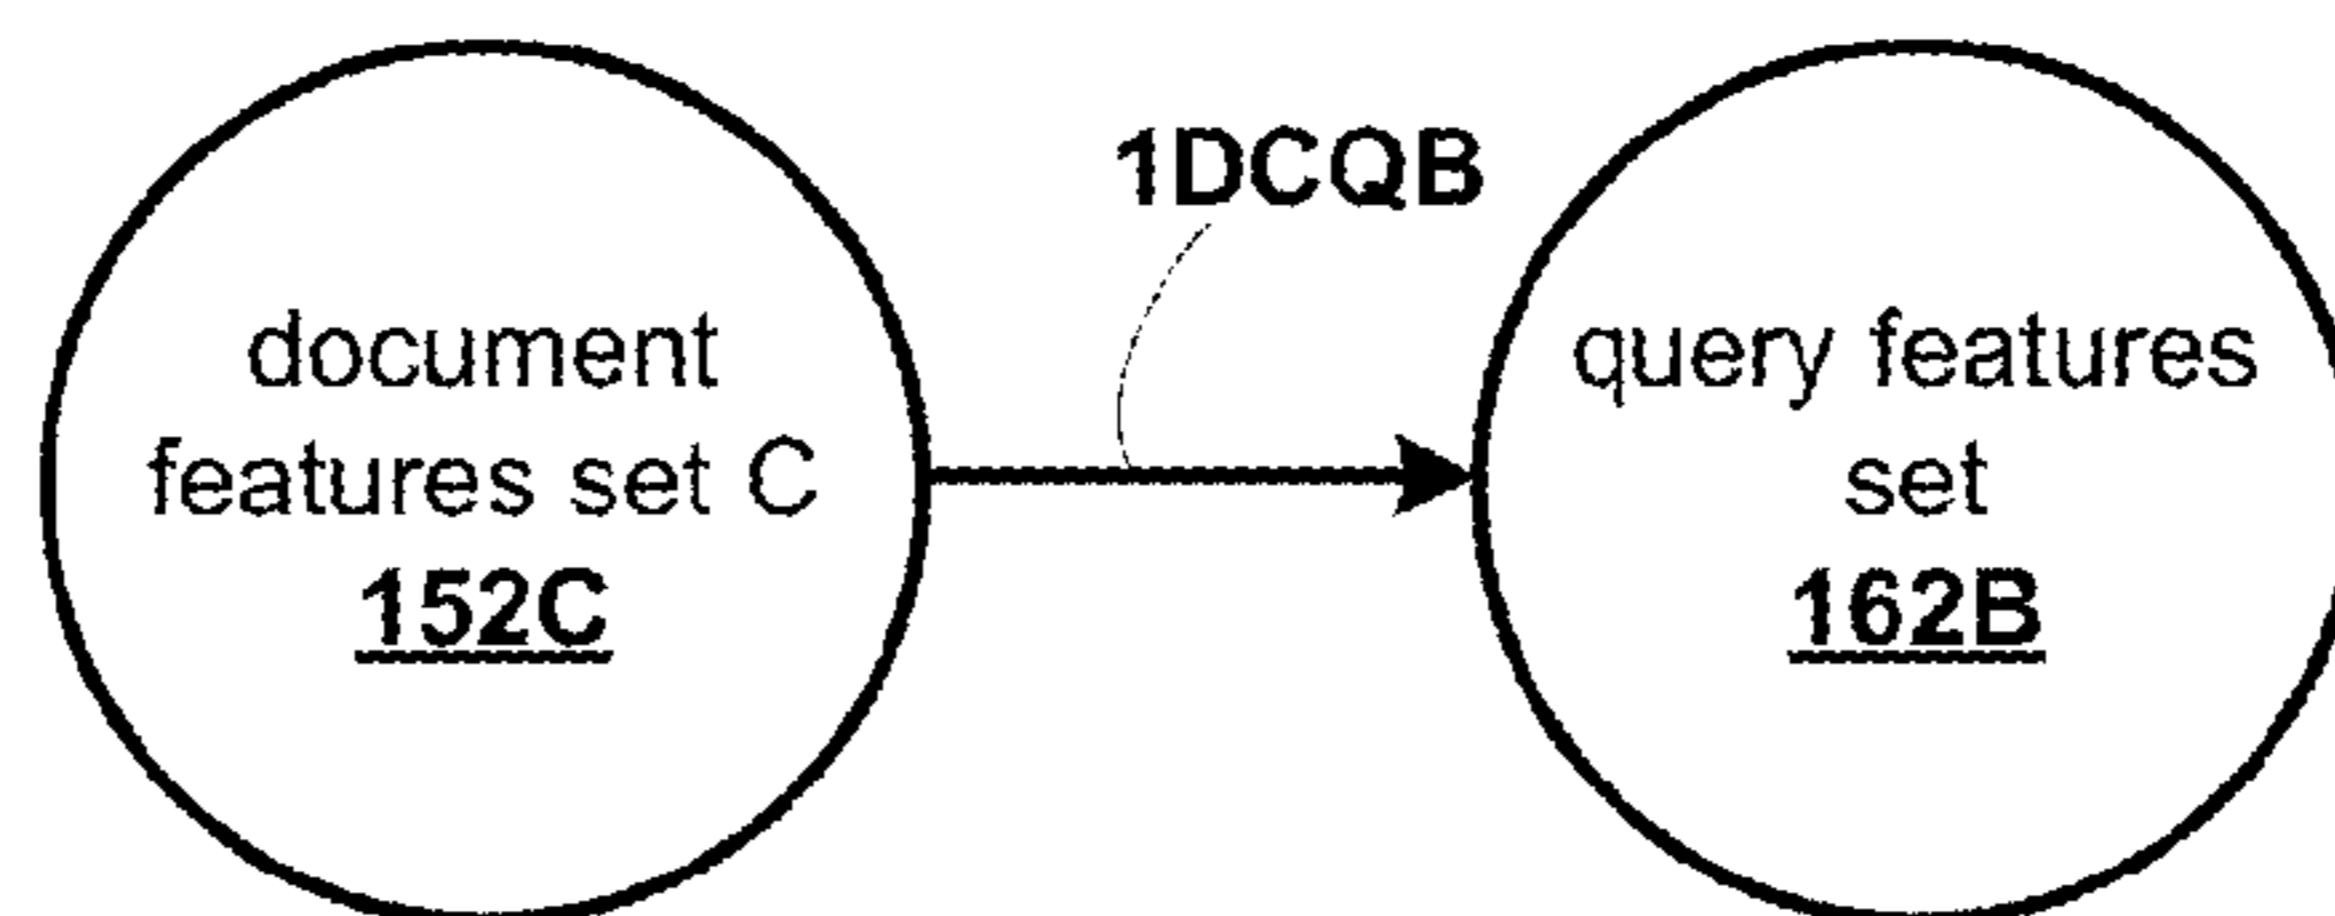 1DCQB
document
features set C
152C
query features
set
162B